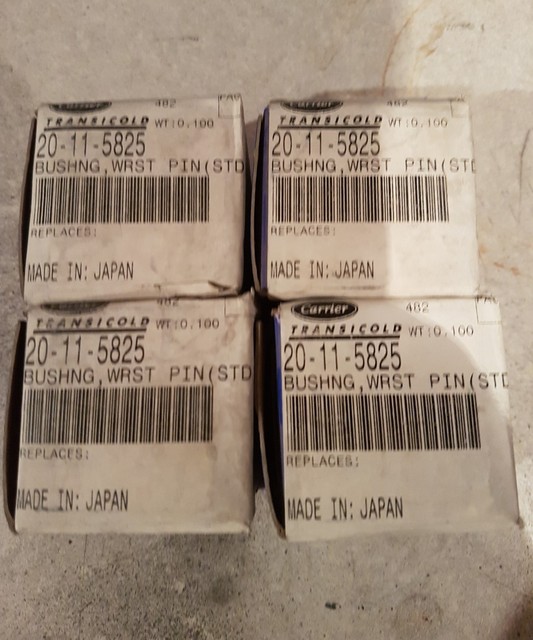 482
TRANSICOLD WT:0.100
20-11-5825
BUSHNG,WRST PIN(STD
REPLACES:
MADE IN: JAPAN
Carrier 482
TRANSICOLD WT:0.100
20-11-5825
BUSHNG,WRST PIN(STD
REPLACES:
MADE IN: JAPAN
482
TRANSICOLD WT:0.100
20-11-5825
BUSHNG,WRST PIN(STD
REPLACES:
MADE IN: JAPAN
Carrier 482
TRANSICOLD WT:0.100
20-11-5825
BUSHNG,WRST PIN(STD
REPLACES:
MADE IN: JAPAN